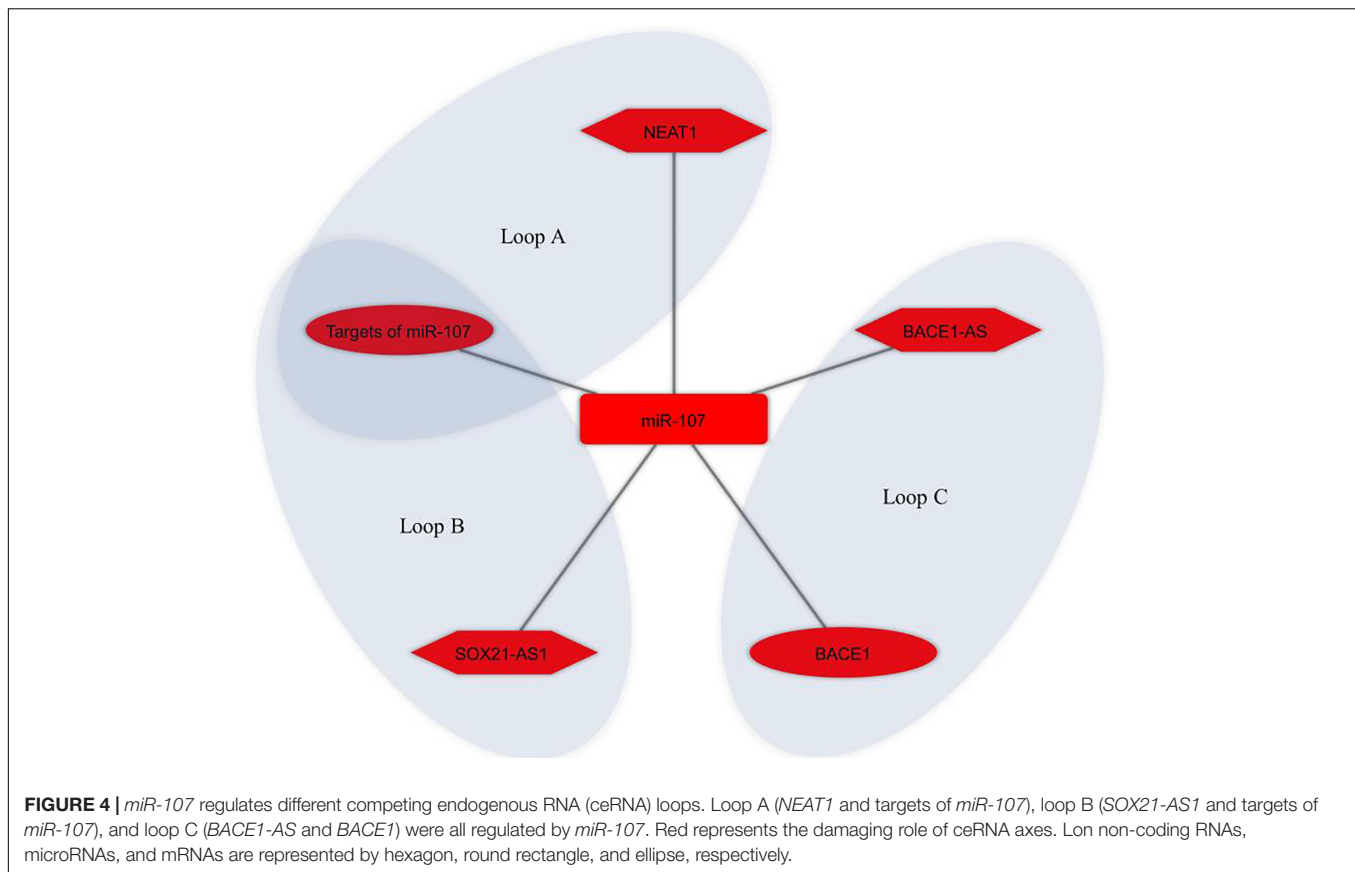 NEAT1
Loop A
Targets of miR-107
BACE1-AS
miR-107
Loop C
Loop B
SOX21-AS1
BACE1
FIGURE 4 | miR-107 regulates different competing endogenous RNA (ceRNA) loops. Loop A (NEAT1 and targets of miR-107), loop B (SOX21-AS1 and targets of
miR-107), and loop C (BACE1-AS and BACE1) were all regulated by miR-107. Red represents the damaging role of ceRNA axes. Lon non-coding RNAs,
microRNAs, and mRNAs are represented by hexagon, round rectangle, and ellipse, respectively.